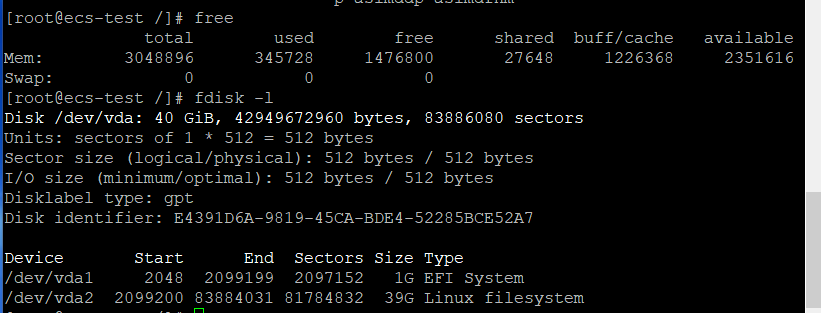 [root@ecs-test /]# free
total used free shared buff/cache available
Mem: 3048896 345728 1476800 27648 1226368 2351616
Swap: 0 0 0
[root@ecs-test /]# fdisk -l
Disk /dev/vda: 40 GiB, 42949672960 bytes, 83886080 sectors
Units: sectors of 1 * 512 = 512 bytes
Sector size (logical/physical): 512 bytes / 512 bytes
I/O size (minimum/optimal): 512 bytes / 512 bytes
Disklabel type: gpt
Disk identifier: E4391D6A-9819-45CA-BDE4-52285BCE52A7
Device Start End Sectors Size Type
/dev/vda1 2048 2099199 2097152 1G EFI System
/dev/vda2 2099200 83884031 81784832 39G Linux filesystem